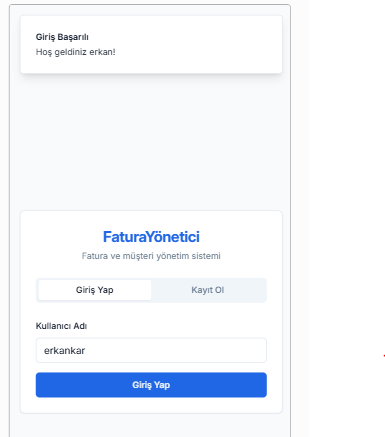 Giriş Başarılı
Hoş geldiniz erkan!
FaturaYönetici
Fatura ve müşteri yönetim sistemi
Giriş Yap
Kayıt Ol
Kullanıcı Adı
erkankar
Giriş Yap